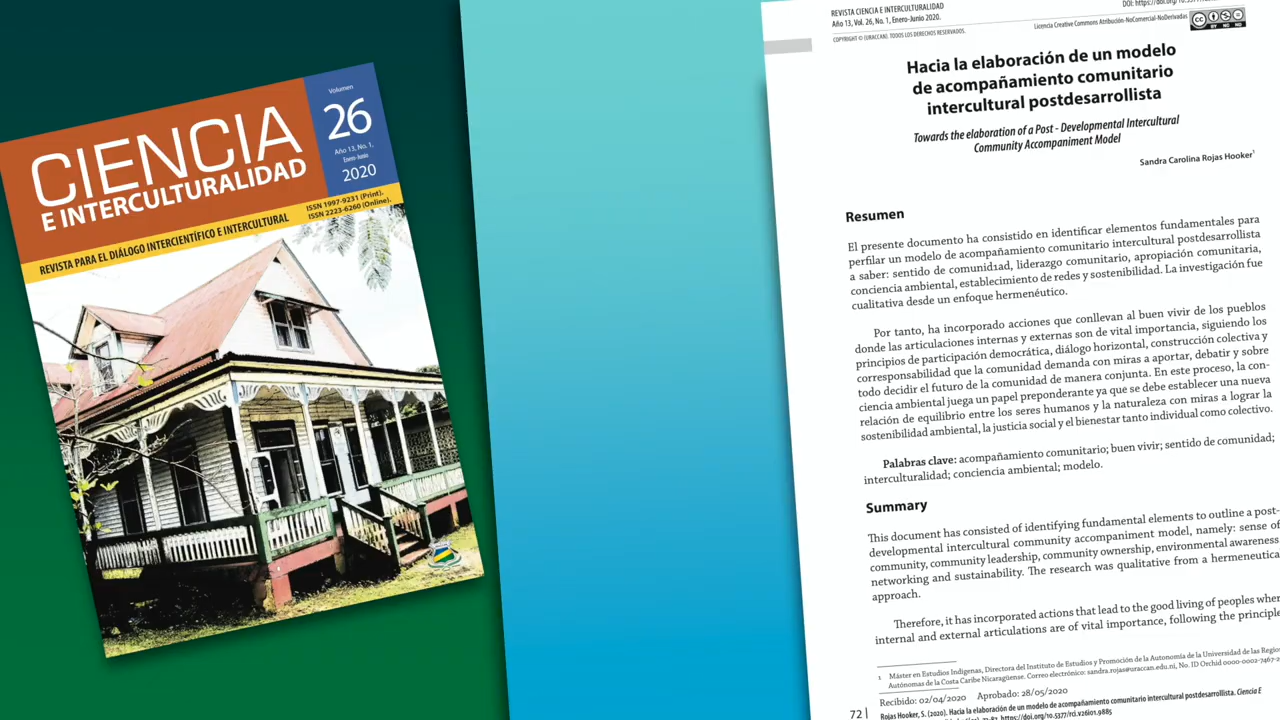 CIENCIA
E INTERCULTURALIDAD
Volumen
26
Año 13, No. 1,
Enero-Junio
2020
REVISTA PARA EL DIÁLOGO INTERCIENTÍFICO E INTERCULTURAL
ISSN 1997-9231 (Print).
ISSN 2223-6260 (Online).
REVISTA CIENCIA E INTERCULTURALIDAD
Año 13, Vol. 26, No. 1, Enero-Junio 2020.
COPYRIGHT © (URACCAN). TODOS LOS DERECHOS RESERVADOS.
Licencia Creative Commons Atribución-NoComercial-NoDerivadas
Hacia la elaboración de un modelo
de acompañamiento comunitario
intercultural postdesarrollista
Towards the elaboration of a Post - Developmental Intercultural
Community Accompaniment Model
Sandra Carolina Rojas Hooker¹
Resumen
El presente documento ha consistido en identificar elementos fundamentales para
perfilar un modelo de acompañamiento comunitario intercultural postdesarrollista
a saber: sentido de comunid1ad, liderazgo comunitario, apropiación comunitaria,
conciencia ambiental, establecimiento de redes y sostenibilidad. La investigación fue
cualitativa desde un enfoque hermenéutico.
Por tanto, ha incorporado acciones que conllevan al buen vivir de los pueblos
donde las articulaciones internas y externas son de vital importancia, siguiendo los
principios de participación democrática, diálogo horizontal, construcción colectiva y
corresponsabilidad que la comunidad demanda con miras a aportar, debatir y sobre
todo decidir el futuro de la comunidad de manera conjunta. En este proceso, la con-
ciencia ambiental juega un papel preponderante ya que se debe establecer una nueva
relación de equilibrio entre los seres humanos y la naturaleza con miras a lograr la
sostenibilidad ambiental, la justicia social y el bienestar tanto individual como colectivo.
Palabras clave: acompañamiento comunitario; buen vivir; sentido de comunidad;
interculturalidad; conciencia ambiental; modelo.
Summary
This document has consisted of identifying fundamental elements to outline a post-
developmental intercultural community accompaniment model, namely: sense of
community, community leadership, community ownership, environmental awareness
networking and sustainability. The research was qualitative from a hermeneutica
approach.
Therefore, it has incorporated actions that lead to the good living of peoples wher
internal and external articulations are of vital importance, following the principle
1 Máster en Estudios Indígenas, Directora del Instituto de Estudios y Promoción de la Autonomía de la Universidad de las Region
Autónomas de la Costa Caribe Nicaragüense. Correo electrónico: sandra.rojas@uraccan.edu.ni, No. ID Orchid 0000-0002-7467-2
Recibido: 02/04/2020 Aprobado: 28/05/2020
72 | Rojas Hooker, S. (2020). Hacia la elaboración de un modelo de acompañamiento comunitario intercultural postdesarrollista. Ciencia E